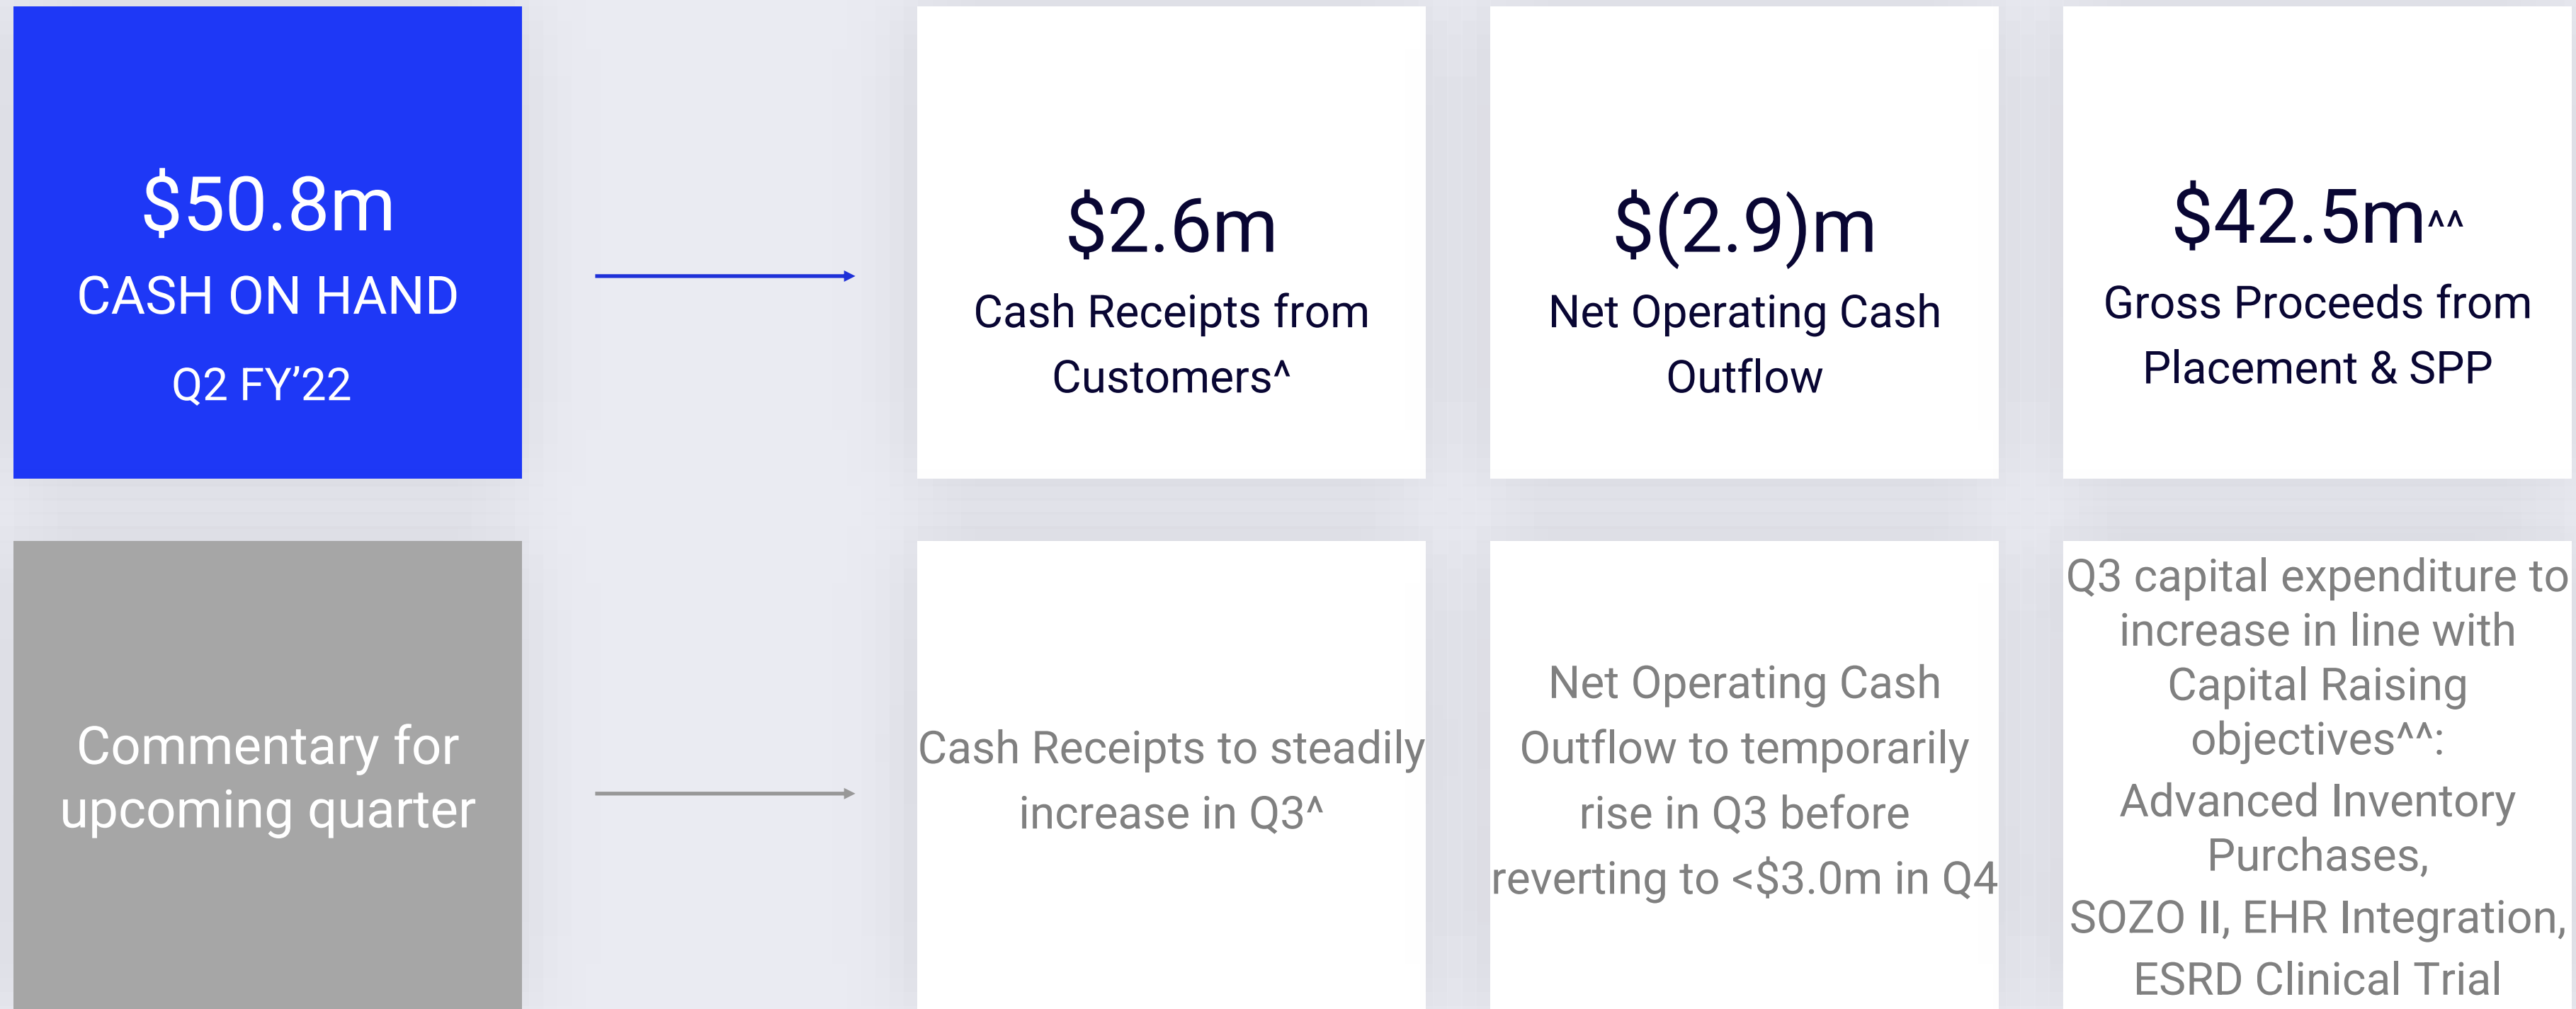 $50.8m
CASH ON HAND
Q2 FY’22
$2.6m
Cash Receipts from
Customers^
$(2.9)m
Net Operating Cash
Outflow
$42.5m^^
Gross Proceeds from
Placement & SPP
Commentary for
upcoming quarter
Cash Receipts to steadily
increase in Q3^
Net Operating Cash
Outflow to temporarily
rise in Q3 before
reverting to <$3.0m in Q4
Q3 capital expenditure to
increase in line with
Capital Raising
objectives^^:
Advanced Inventory
Purchases,
SOZO II, EHR Integration,
ESRD Clinical Trial